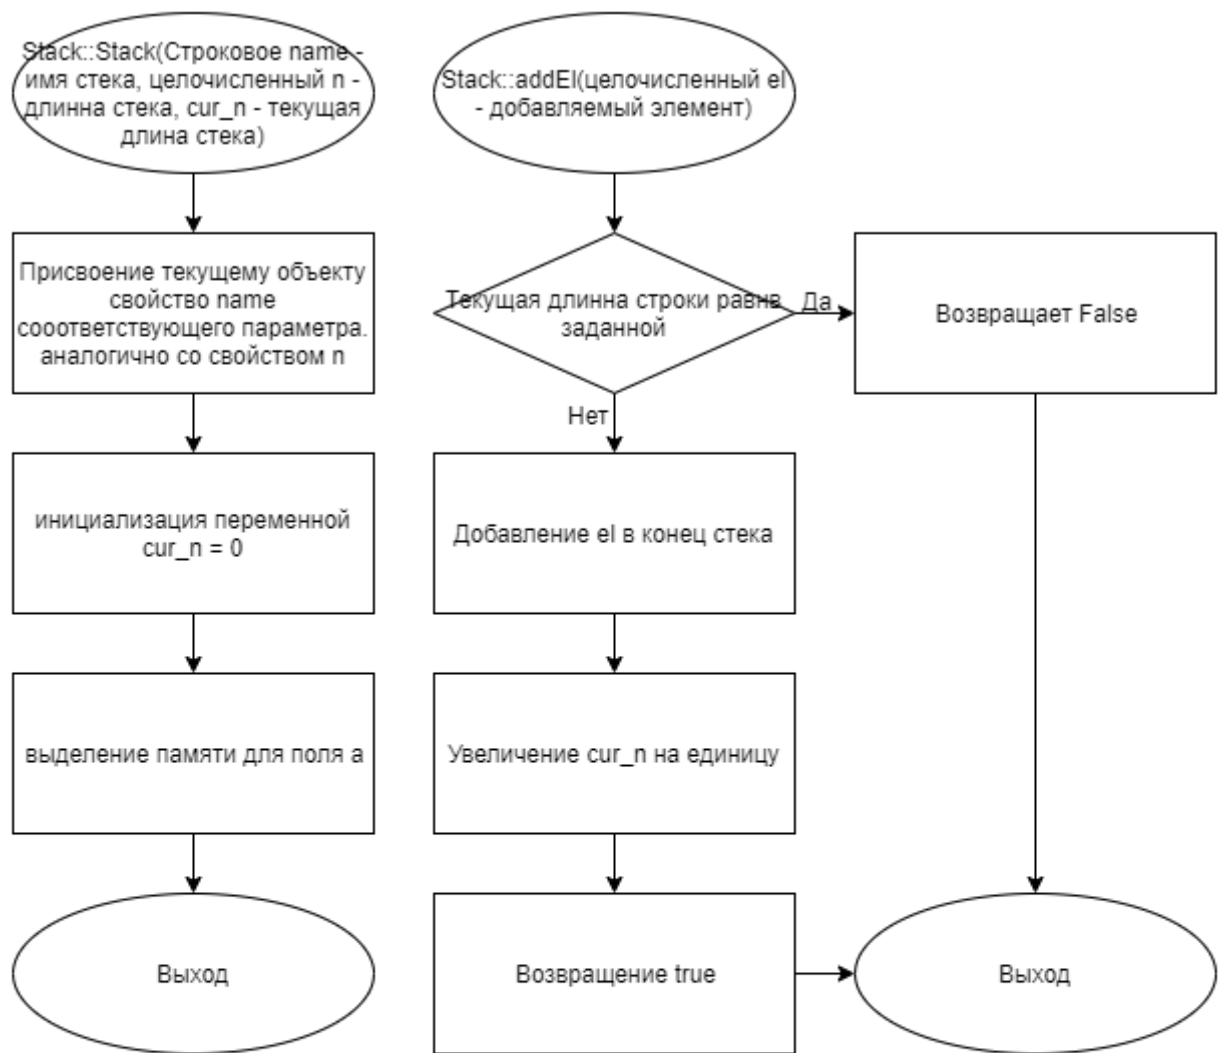 Stack::Stack(Строковое name -
имя стека, целочисленный n -
длинна стека, cur_n - текущая
длина стека)
Присвоение текущему объекту
свойство name
сооответствующего параметра.
аналогично со свойством n
инициализация переменной
cur_n = 0
выделение памяти для поля a
Выход
Stack::addEl(целочисленный el
- добавляемый элемент)
Текущая длинна строки равнв
заданной
Да
Возвращает False
Нет
Добавление el в конец стека
Увеличение cur_n на единицу
Возвращение true
Выход